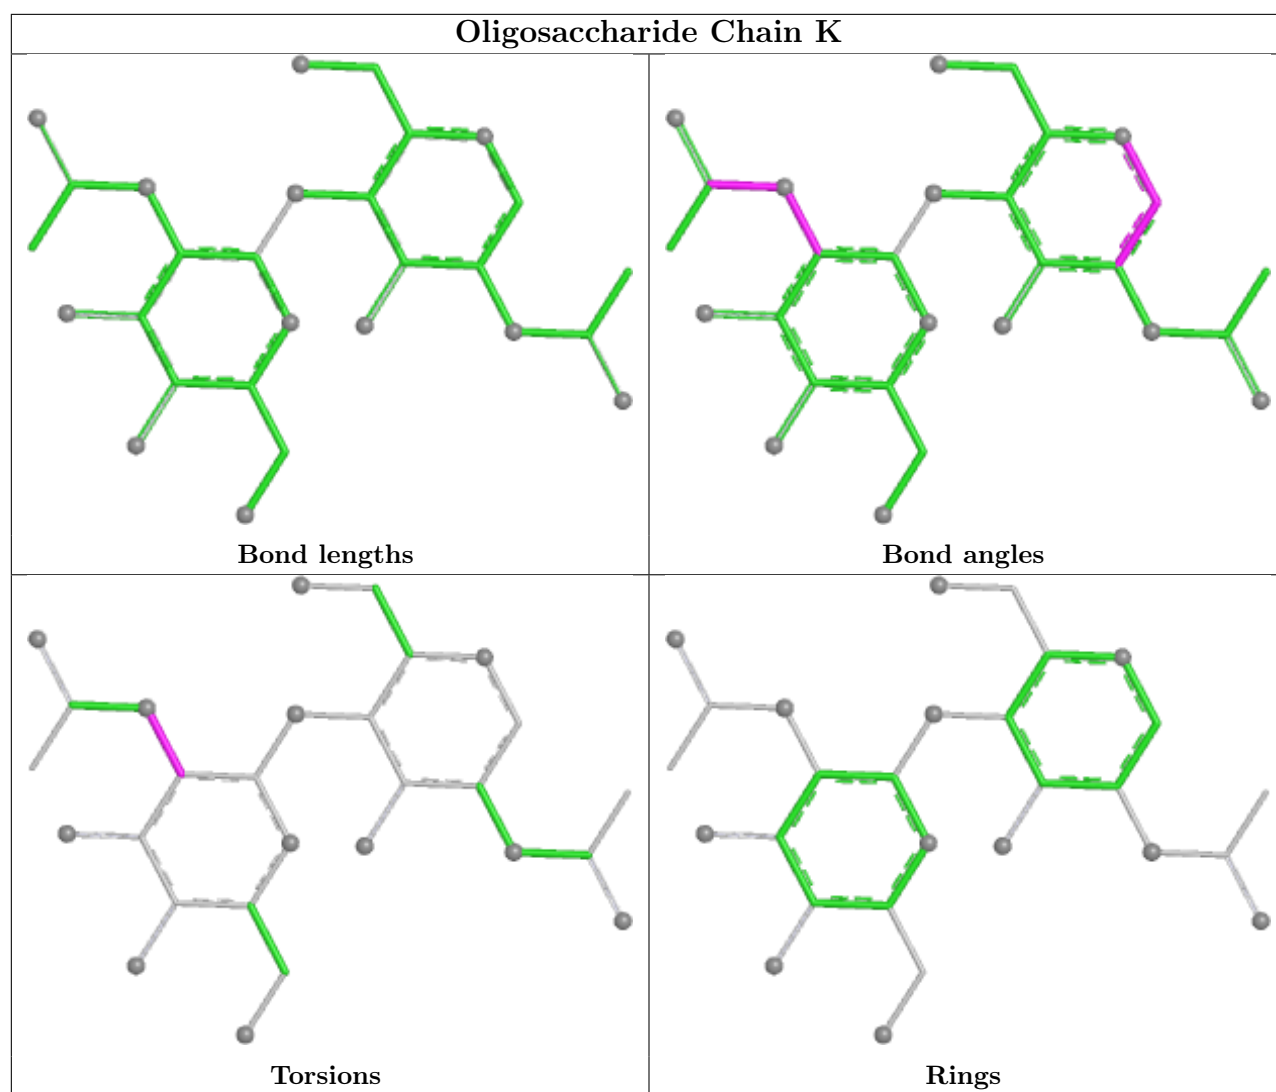 Oligosaccharide Chain K
Bond lengths
Bond angles
Torsions
Rings